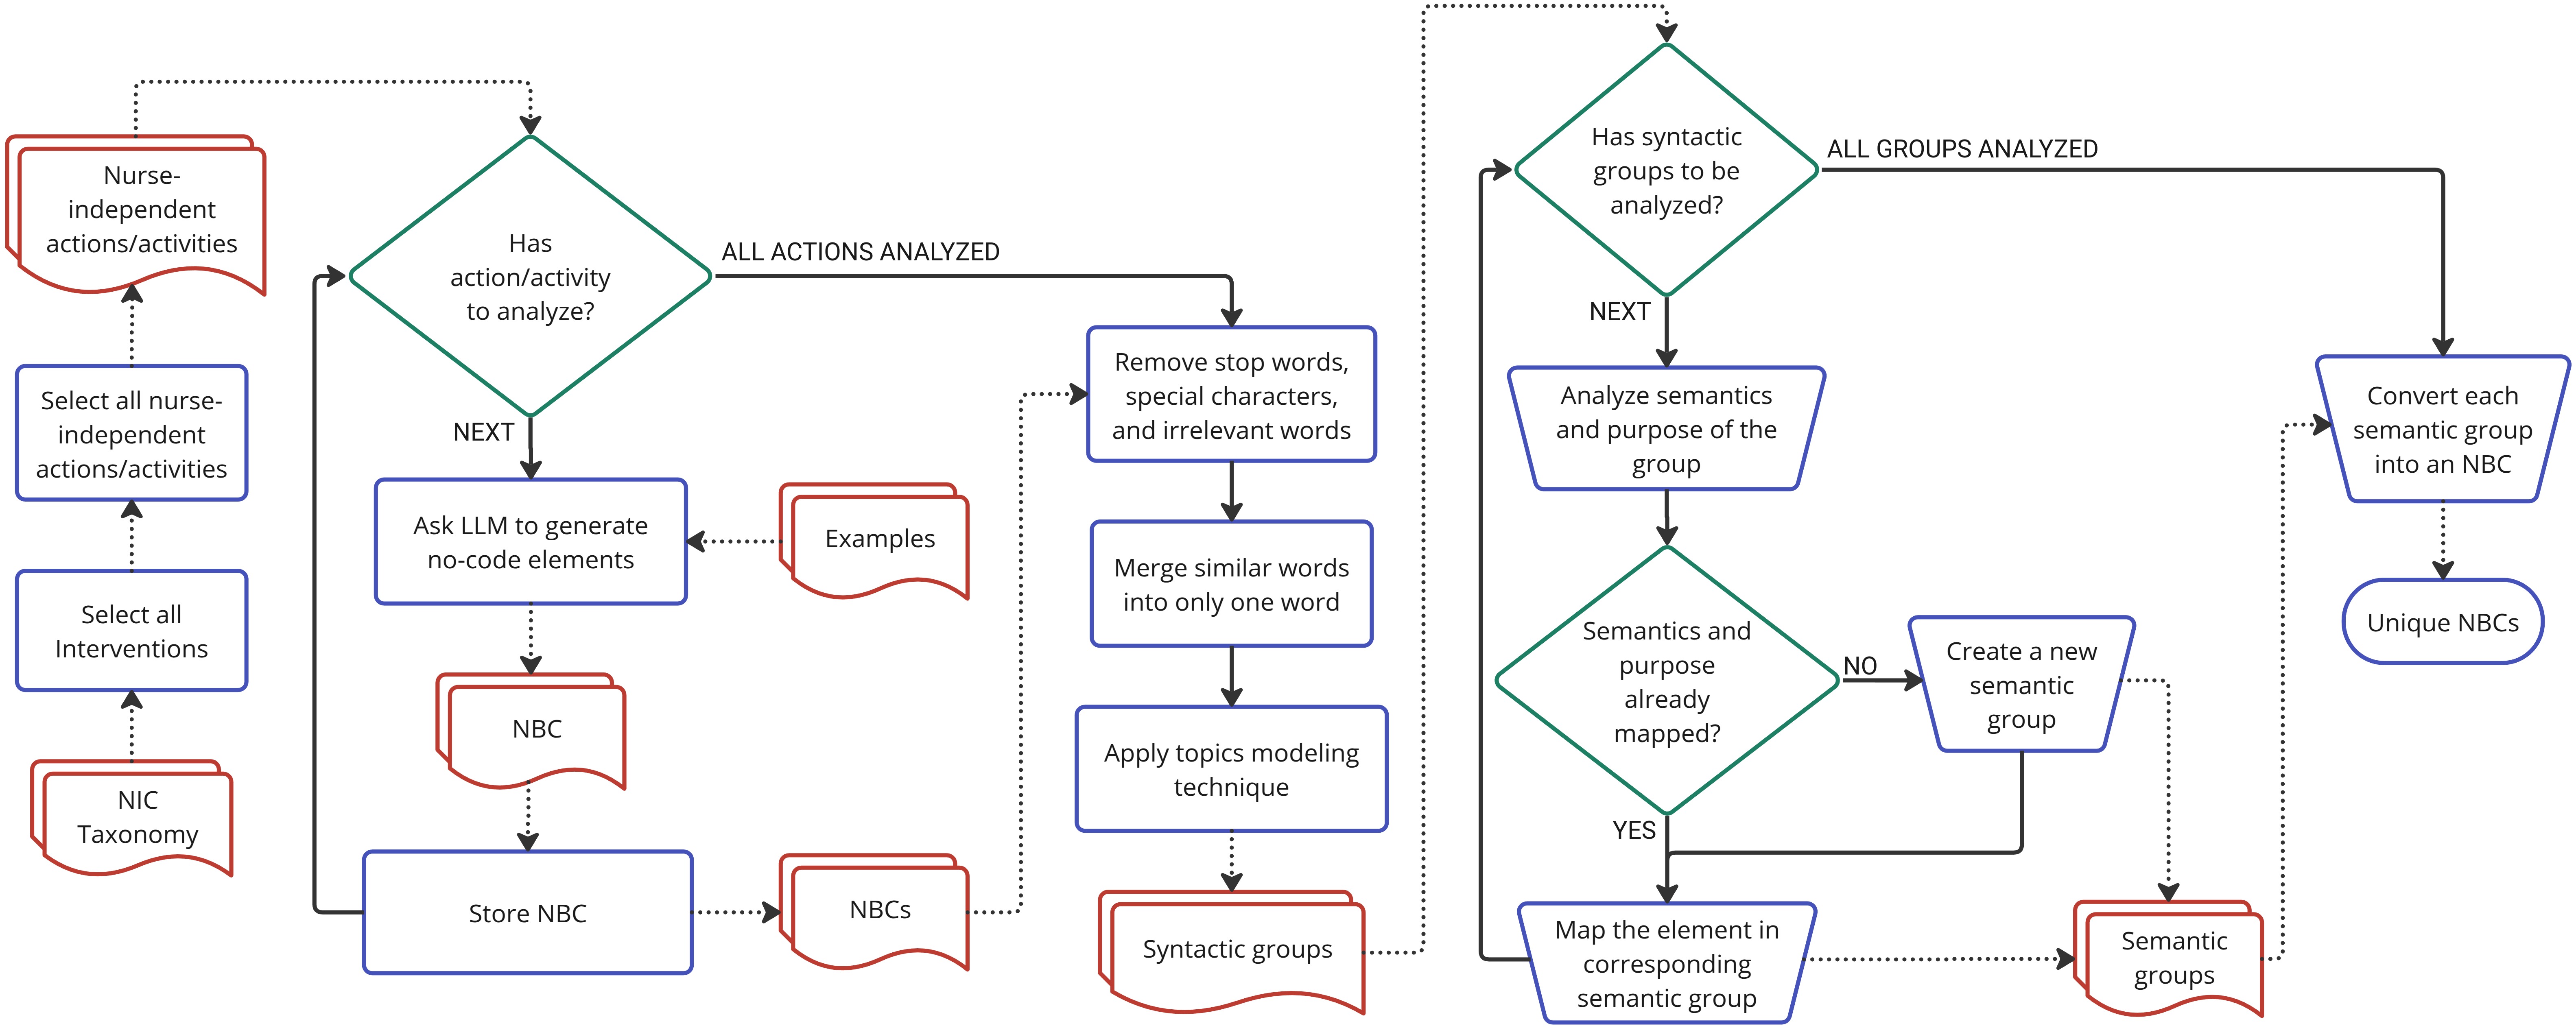 Nurse-
independent
actions/activities
Select all nurse-
independent
actions/activities
Select all
Interventions
NIC
Taxonomy
Has
action/activity
to analyze?
ALL ACTIONS ANALYZED
NEXT
Ask LLM to generate
no-code elements
Examples
NBC
Store NBC
NBCs
Remove stop words,
special characters,
and irrelevant words
Merge similar words
into only one word
Apply topics modeling
technique
Syntactic groups
Has syntactic
groups to be
analyzed?
ALL GROUPS ANALYZED
NEXT
Analyze semantics
and purpose of the
group
Semantics and
purpose
already
mapped?
NO
Create a new
semantic
group
YES
Map the element in
corresponding
semantic group
Semantic
groups
Convert each
semantic group
into an NBC
Unique NBCs